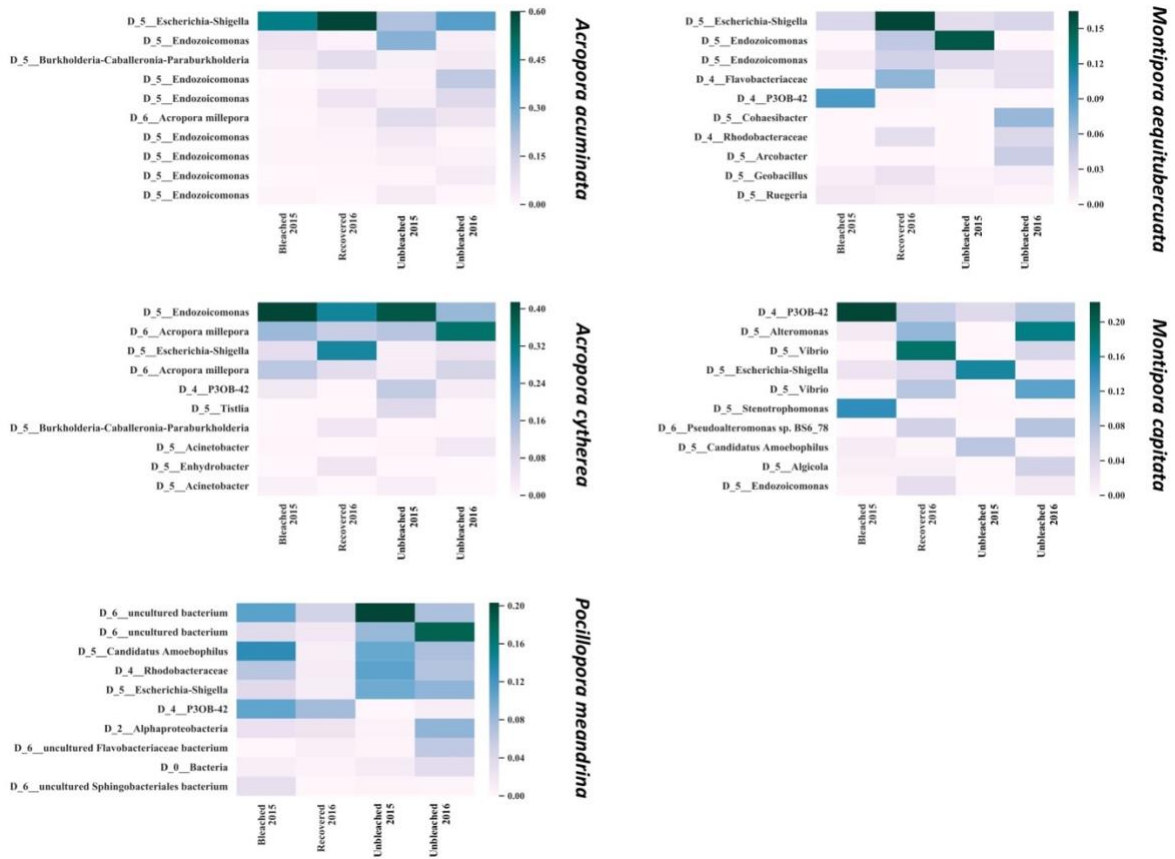 D_5__Escherichia-Shigella
D_5__Endozoicomonas
D_5__Burkholderia-Caballeronia-Paraburkholderia
D_5__Endozoicomonas
D_5__Endozoicomonas
D_6__Acropora millepora
D_5__Endozoicomonas
D_5__Endozoicomonas
D_5__Endozoicomonas
D_5__Endozoicomonas
Bleached
2015
Recovered
2016
Unbleached
2015
Unbleached
2016
0.60
0.45
0.30
0.15
0.00
Acropora acuminata
D_5__Escherichia-Shigella
D_5__Endozoicomonas
D_5__Endozoicomonas
D_4__Flavobacteriaceae
D_4__P3OB-42
D_5__Cohaesibacter
D_4__Rhodobacteraceae
D_5__Arcobacter
D_5__Geobacillus
D_5__Ruegeria
Bleached
2015
Recovered
2016
Unbleached
2015
Unbleached
2016
0.15
0.12
0.09
0.06
0.03
0.00
Montipora aequitubercuata
D_5__Endozoicomonas
D_6__Acropora millepora
D_5__Escherichia-Shigella
D_6__Acropora millepora
D_4__P3OB-42
D_5__Tistlia
D_5__Burkholderia-Caballeronia-Paraburkholderia
D_5__Acinetobacter
D_5__Enhydrobacter
D_5__Acinetobacter
Bleached
2015
Recovered
2016
Unbleached
2015
Unbleached
2016
0.40
0.32
0.24
0.16
0.08
0.00
Acropora cytherea
D_4__P3OB-42
D_5__Alteromonas
D_5__Vibrio
D_5__Escherichia-Shigella
D_5__Vibrio
D_5__Stenotrophomonas
D_6__Pseudoalteromonas sp. BS6_78
D_5__Candidatus Amoebophilus
D_5__Algicola
D_5__Endozoicomonas
Bleached
2015
Recovered
2016
Unbleached
2015
Unbleached
2016
0.20
0.16
0.12
0.08
0.04
0.00
Montipora capitata
D_6__uncultured bacterium
D_6__uncultured bacterium
D_5__Candidatus Amoebophilus
D_4__Rhodobacteraceae
D_5__Escherichia-Shigella
D_4__P3OB-42
D_2__Alphaproteobacteria
D_6__uncultured Flavobacteriaceae bacterium
D_0__Bacteria
D_6__uncultured Sphingobacteriales bacterium
Bleached
2015
Recovered
2016
Unbleached
2015
Unbleached
2016
0.20
0.16
0.12
0.08
0.04
0.00
Pocillopora meandrina